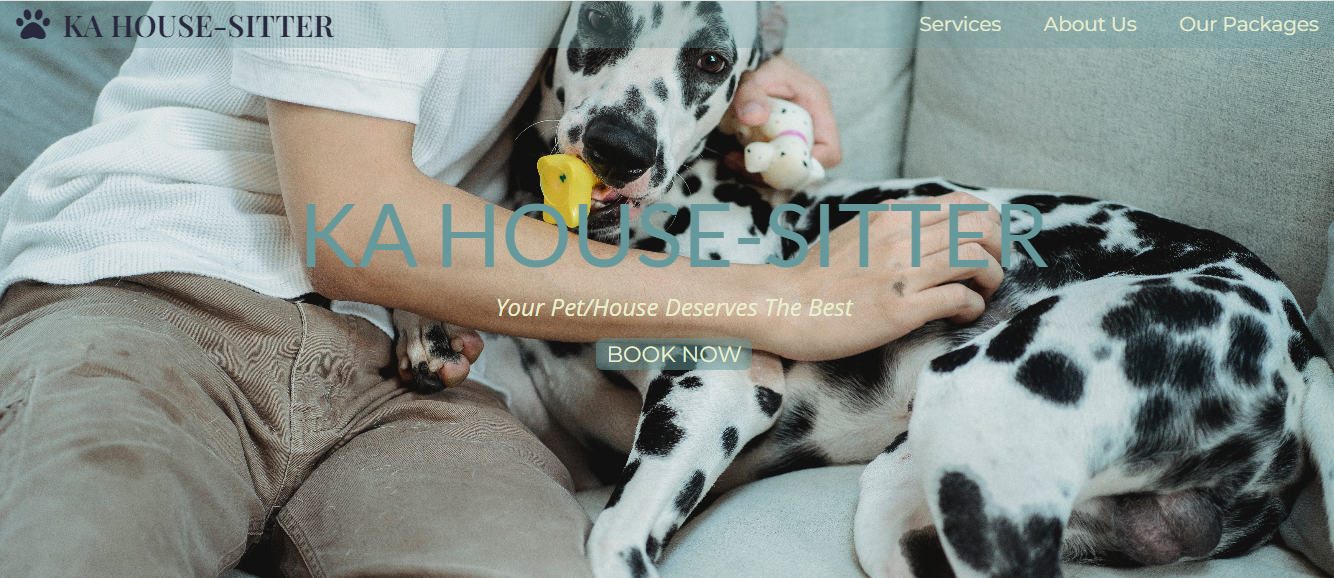 KA HOUSE-SITTER
Services About Us Our Packages
KA HOUSE-SITTER
Your Pet/House Deserves The Best
BOOK NOW